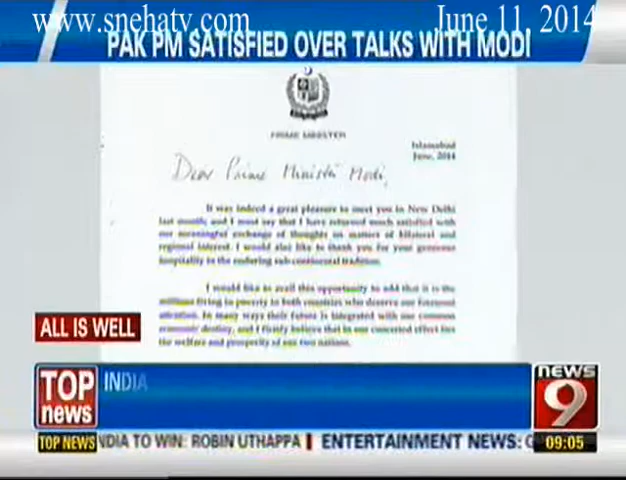 www.snehatv.com
June 11, 2014
PAK PM SATISFIED OVER TALKS WITH MODI
PRIME MINISTER
Islamabad
June, 2014
Dear Prime Minister Modi,
It was indeed a great pleasure to meet you in New Delhi
last month, and I must say that I have returned much satisfied with
our meaningful exchange of thoughts on matters of bilateral and
regional interest. I would also like to thank you for your generous
hospitality in the enduring sub-continental tradition.
I would like to avail this opportunity to add that it is the
millions living in poverty in both countries who deserve our foremost
attention. In many ways their future is integrated with our common
economic destiny, and I firmly believe that in our concerted effort lies
the welfare and prosperity of our two nations.
ALL IS WELL
TOP
news
INDIA
NEWS
9
TOP NEWS
NDIA TO WIN: ROBIN UTHAPPA
ENTERTAINMENT NEWS:
09:05